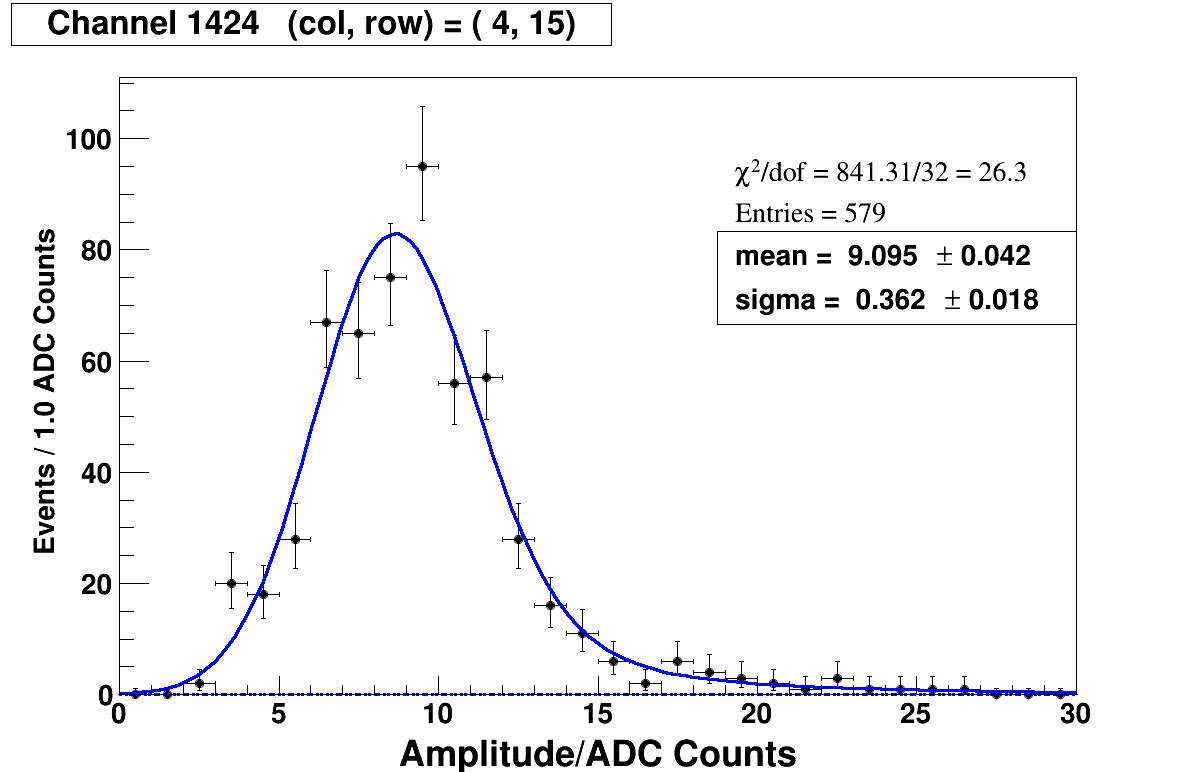 Channel 1424 (col, row) = ( 4, 15)
χ²/dof = 841.31/32 = 26.3
Entries = 579
mean = 9.095 ± 0.042
sigma = 0.362 ± 0.018
Events / 1.0 ADC Counts
100
80
60
40
20
0
0 5 10 15 20 25 30
Amplitude/ADC Counts